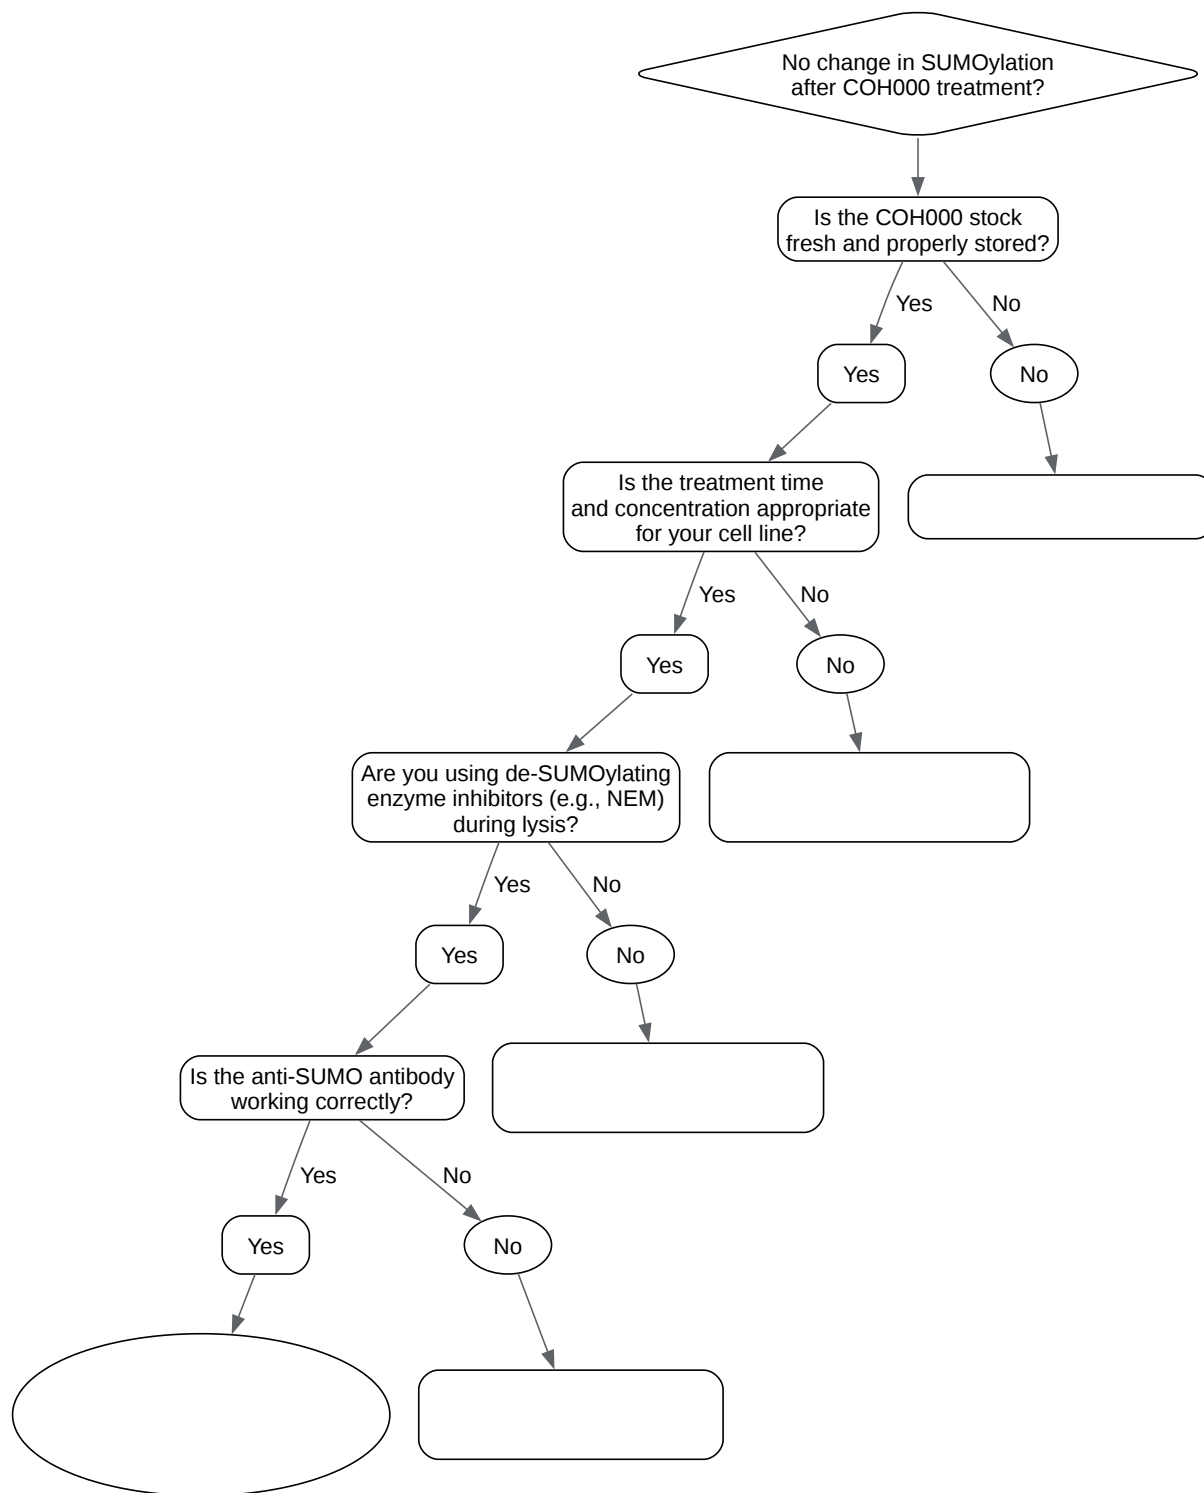 No change in SUMOylation
after COH000 treatment?
Is the COH000 stock
fresh and properly stored?
Yes
No
Yes
No
Is the treatment time
and concentration appropriate
for your cell line?
Yes
No
Yes
No
Are you using de-SUMOylating
enzyme inhibitors (e.g., NEM)
during lysis?
Yes
No
Yes
No
Is the anti-SUMO antibody
working correctly?
Yes
No
Yes
No